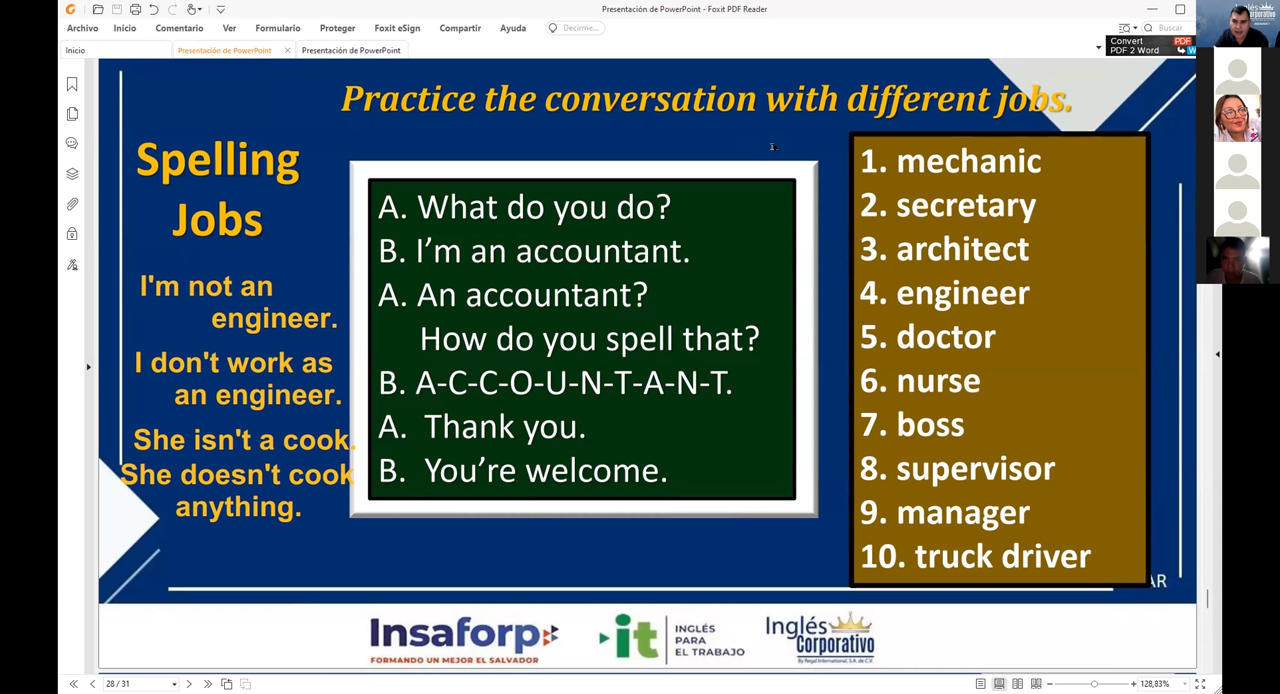 Presentación de PowerPoint - Foxit PDF Reader
Archivo Inicio Comentario Ver Formulario Proteger Foxit eSign Compartir Ayuda Decirme... Buscar
Convert
PDF 2 Word
PDF
Inicio Presentación de PowerPoint Presentación de PowerPoint
Inglés
Corporativo
Practice the conversation with different jobs.
Spelling
Jobs
I'm not an
engineer.
I don't work as
an engineer.
She isn't a cook.
She doesn't cook
anything.
A. What do you do?
B. I’m an accountant.
A. An accountant?
How do you spell that?
B. A-C-C-O-U-N-T-A-N-T.
A. Thank you.
B. You’re welcome.
1. mechanic
2. secretary
3. architect
4. engineer
5. doctor
6. nurse
7. boss
8. supervisor
9. manager
10. truck driver
AR
Insaforp
FORMANDO UN MEJOR EL SALVADOR
it
INGLÉS
PARA
EL TRABAJO
Inglés
Corporativo
By Regal International, S.A. de C.V.
28 / 31
128,83%